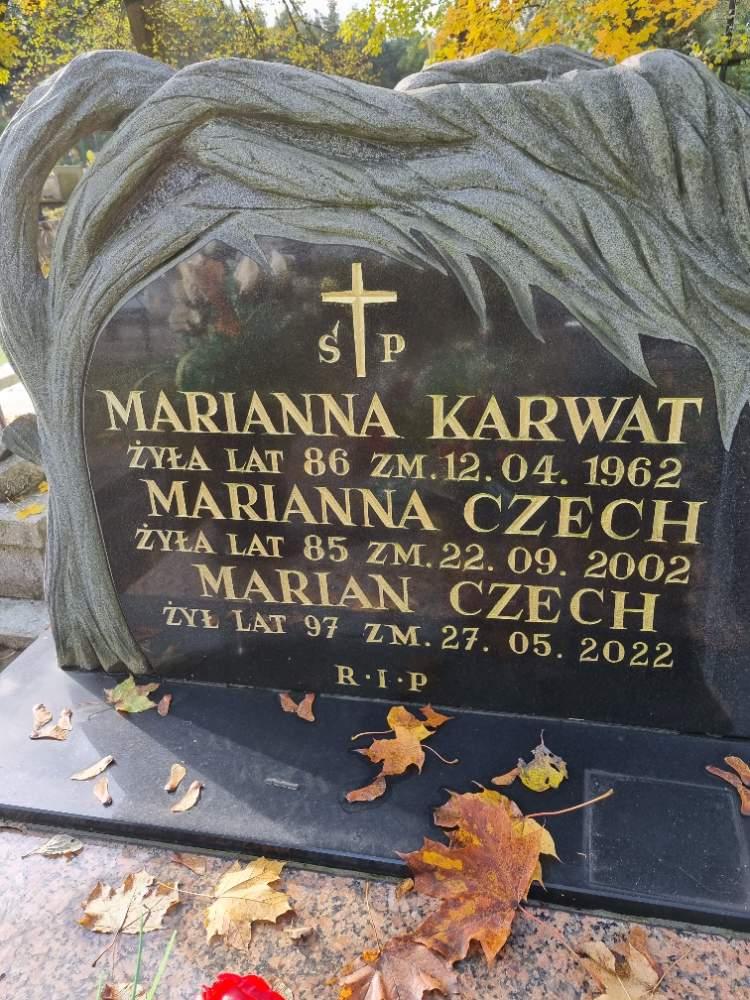 Ś P
MARIANNA KARWAT
ŻYŁA LAT 86 ZM. 12. 04. 1962
MARIANNA CZECH
ŻYŁA LAT 85 ZM. 22. 09. 2002
MARIAN CZECH
ŻYŁ LAT 97 ZM. 27. 05. 2022
R·I·P